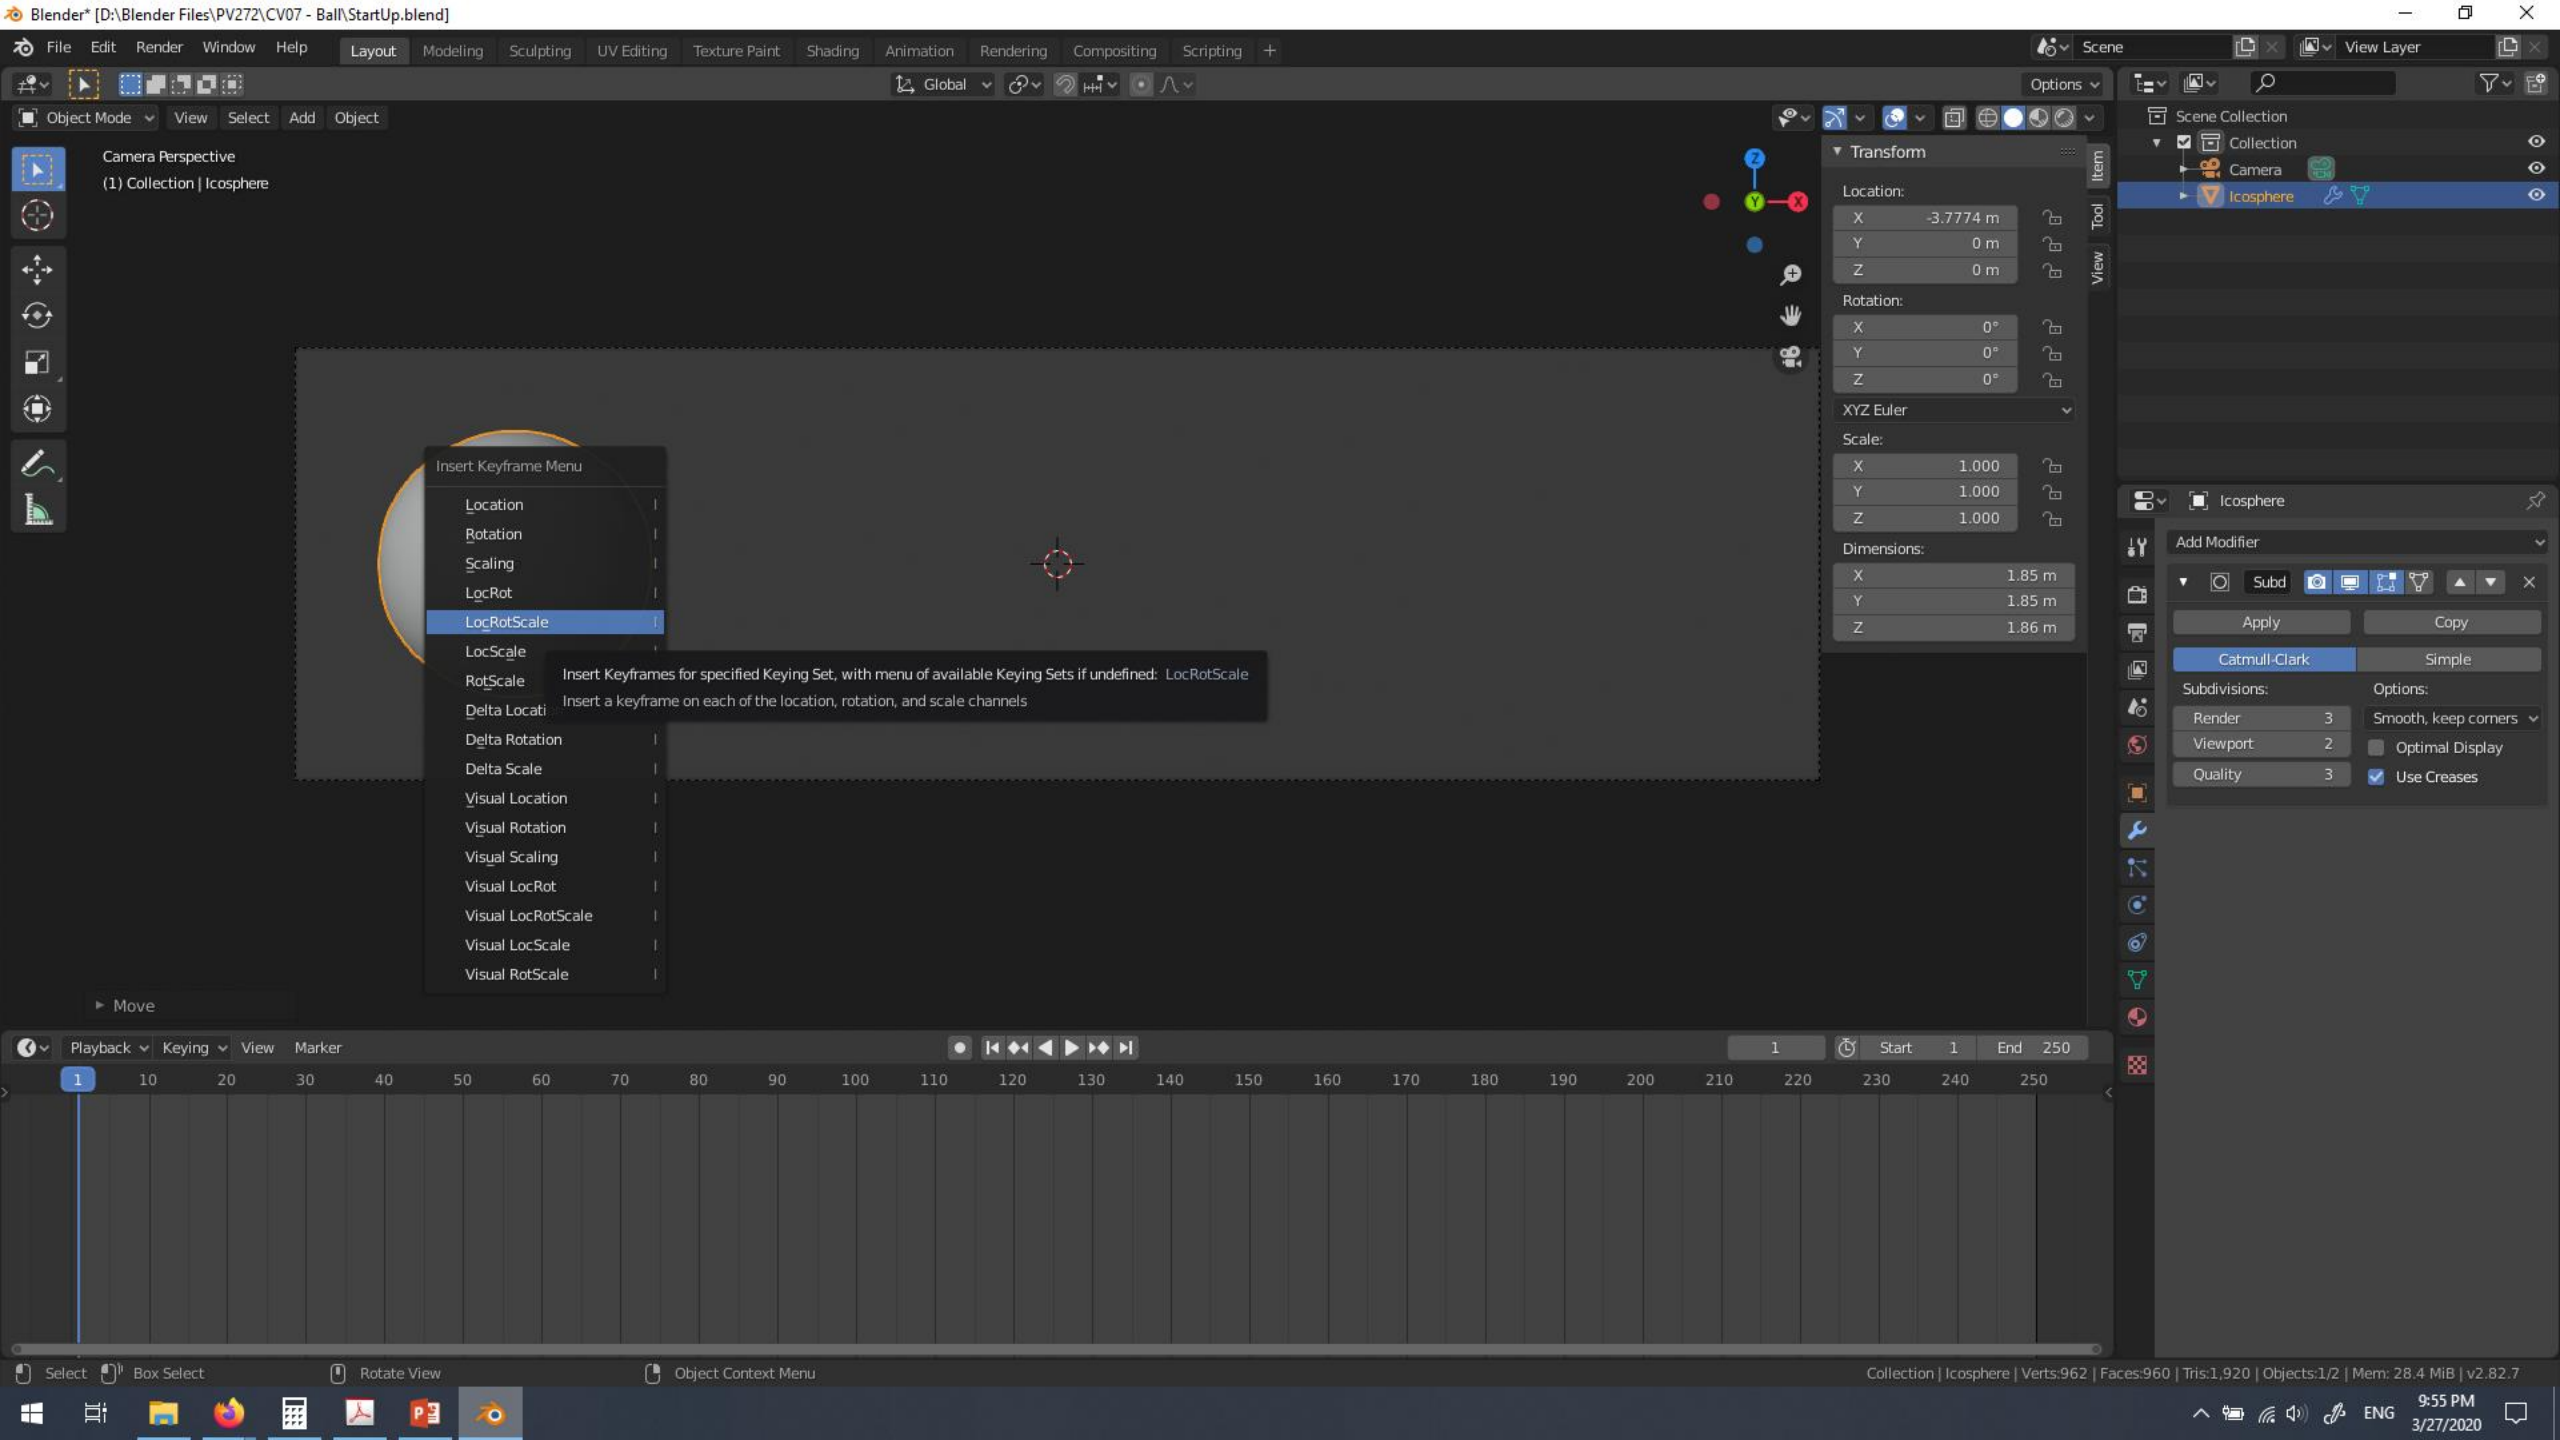 Blender* [D:\Blender Files\PV272\CV07 - Ball\StartUp.blend]
File Edit Render Window Help Layout Modeling Sculpting UV Editing Texture Paint Shading Animation Rendering Compositing Scripting + Scene View Layer
Global Options
Object Mode View Select Add Object
Camera Perspective
(1) Collection | Icosphere
Z
Y
X
Transform
Location:
X -3.7774 m
Y 0 m
Z 0 m
Rotation:
X 0°
Y 0°
Z 0°
XYZ Euler
Scale:
X 1.000
Y 1.000
Z 1.000
Dimensions:
X 1.85 m
Y 1.85 m
Z 1.86 m
Item
Tool
View
Scene Collection
Collection
Camera
Icosphere
Icosphere
Add Modifier
Subd
Apply Copy
Catmull-Clark Simple
Subdivisions: Options:
Render 3 Smooth, keep corners
Viewport 2 Optimal Display
Quality 3 Use Creases
Insert Keyframe Menu
Location I
Rotation I
Scaling I
LocRot I
LocRotScale I
LocScale
RotScale
Delta Locati
Delta Rotation I
Delta Scale I
Visual Location I
Visual Rotation I
Visual Scaling I
Visual LocRot I
Visual LocRotScale I
Visual LocScale I
Visual RotScale I
Insert Keyframes for specified Keying Set, with menu of available Keying Sets if undefined: LocRotScale
Insert a keyframe on each of the location, rotation, and scale channels
Move
Playback Keying View Marker 1 Start 1 End 250
1 10 20 30 40 50 60 70 80 90 100 110 120 130 140 150 160 170 180 190 200 210 220 230 240 250
Select Box Select Rotate View Object Context Menu Collection | Icosphere | Verts:962 | Faces:960 | Tris:1,920 | Objects:1/2 | Mem: 28.4 MiB | v2.82.7
ENG 9:55 PM
3/27/2020